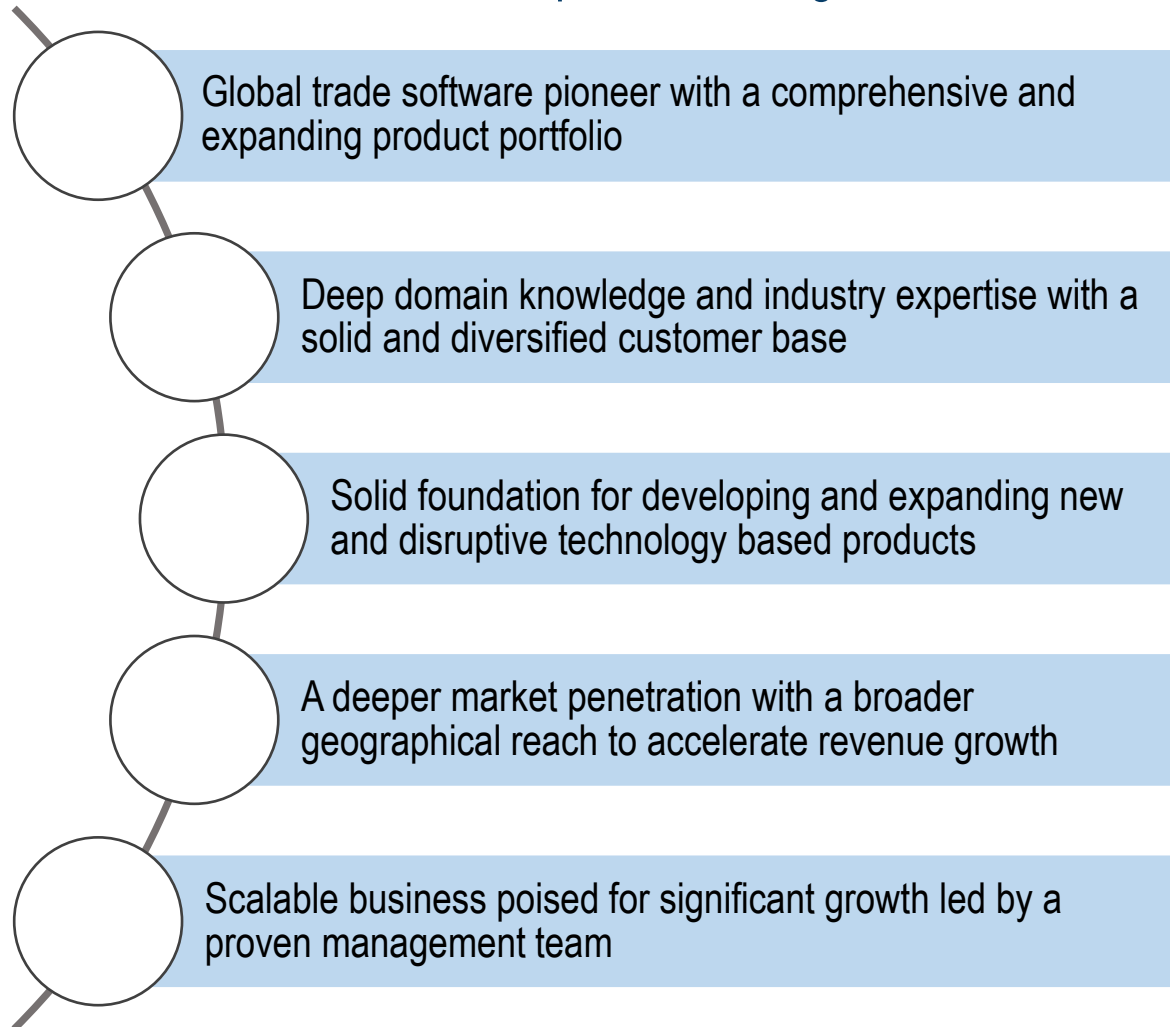 Global trade software pioneer with a comprehensive and
expanding product portfolio
Deep domain knowledge and industry expertise with a
solid and diversified customer base
Solid foundation for developing and expanding new
and disruptive technology based products
A deeper market penetration with a broader
geographical reach to accelerate revenue growth
Scalable business poised for significant growth led by a
proven management team